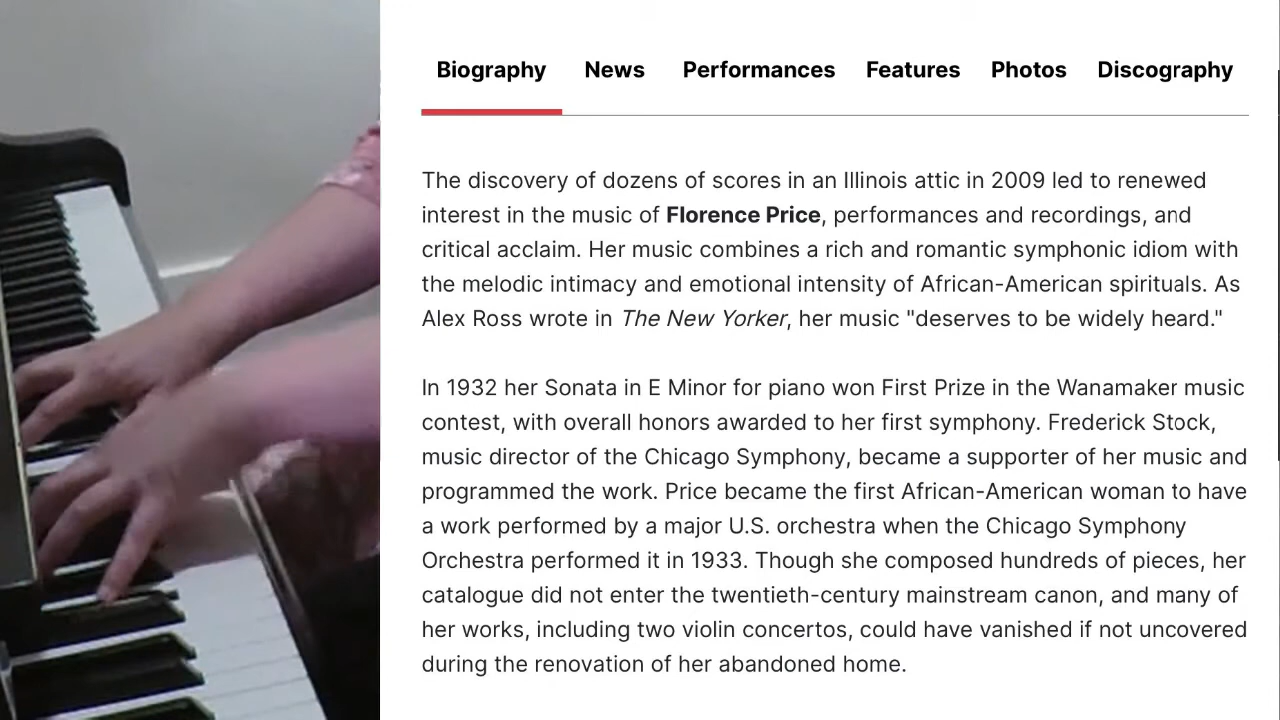 Biography News Performances Features Photos Discography
The discovery of dozens of scores in an Illinois attic in 2009 led to renewed
interest in the music of Florence Price, performances and recordings, and
critical acclaim. Her music combines a rich and romantic symphonic idiom with
the melodic intimacy and emotional intensity of African-American spirituals. As
Alex Ross wrote in The New Yorker, her music "deserves to be widely heard."
In 1932 her Sonata in E Minor for piano won First Prize in the Wanamaker music
contest, with overall honors awarded to her first symphony. Frederick Stock,
music director of the Chicago Symphony, became a supporter of her music and
programmed the work. Price became the first African-American woman to have
a work performed by a major U.S. orchestra when the Chicago Symphony
Orchestra performed it in 1933. Though she composed hundreds of pieces, her
catalogue did not enter the twentieth-century mainstream canon, and many of
her works, including two violin concertos, could have vanished if not uncovered
during the renovation of her abandoned home.